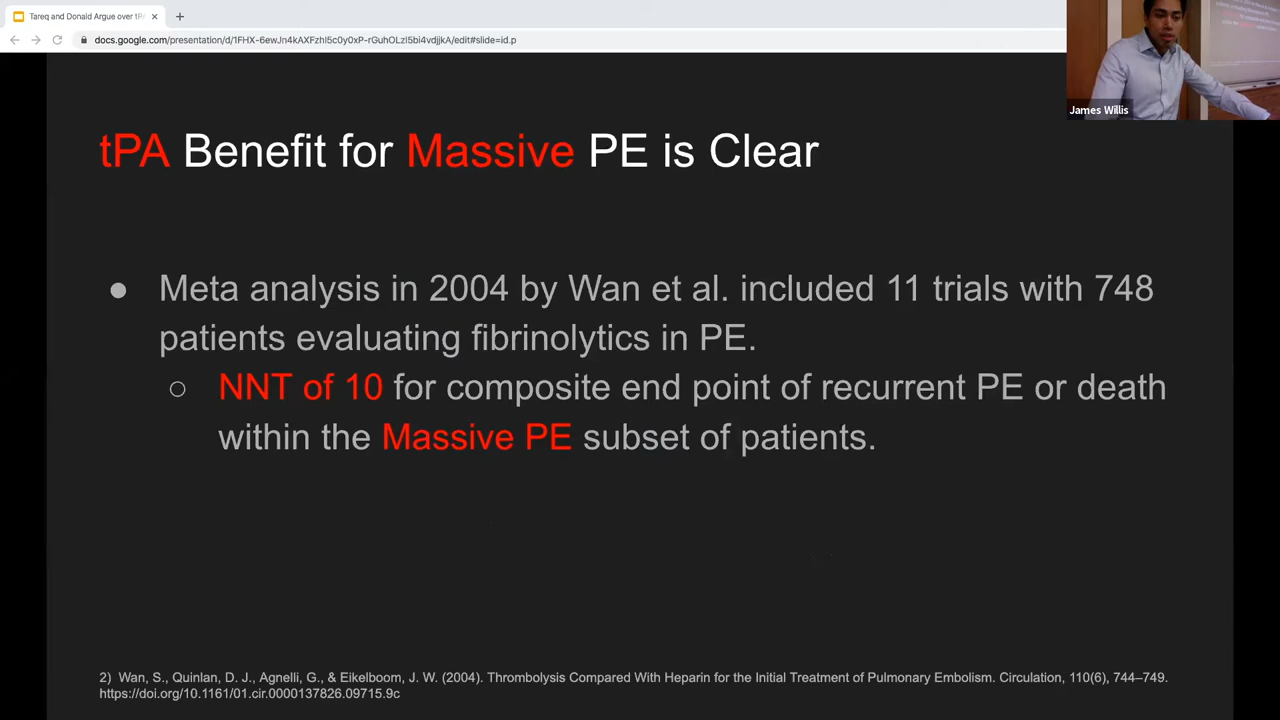 Tareq and Donald Argue over tP
docs.google.com/presentation/d/1FHX-6ewJn4kAXFzhI5c0y0xP-rGuhOLzI5bi4vdjjkA/edit#slide=id.p
James Willis
tPA Benefit for Massive PE is Clear
Meta analysis in 2004 by Wan et al. included 11 trials with 748
patients evaluating fibrinolytics in PE.
NNT of 10 for composite end point of recurrent PE or death
within the Massive PE subset of patients.
2) Wan, S., Quinlan, D. J., Agnelli, G., & Eikelboom, J. W. (2004). Thrombolysis Compared With Heparin for the Initial Treatment of Pulmonary Embolism. Circulation, 110(6), 744–749.
https://doi.org/10.1161/01.cir.0000137826.09715.9c